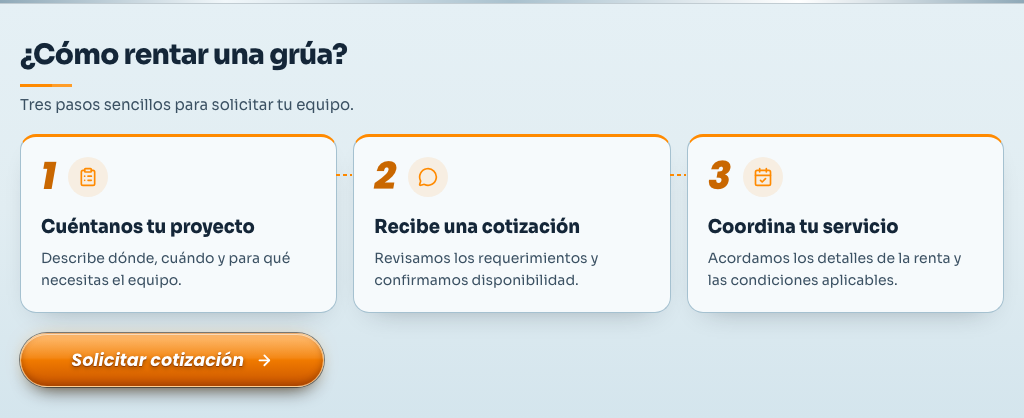 ¿Cómo rentar una grúa?
Tres pasos sencillos para solicitar tu equipo.
1
Cuéntanos tu proyecto
Describe dónde, cuándo y para qué
necesitas el equipo.
2
Recibe una cotización
Revisamos los requerimientos y
confirmamos disponibilidad.
3
Coordina tu servicio
Acordamos los detalles de la renta y
las condiciones aplicables.
Solicitar cotización →